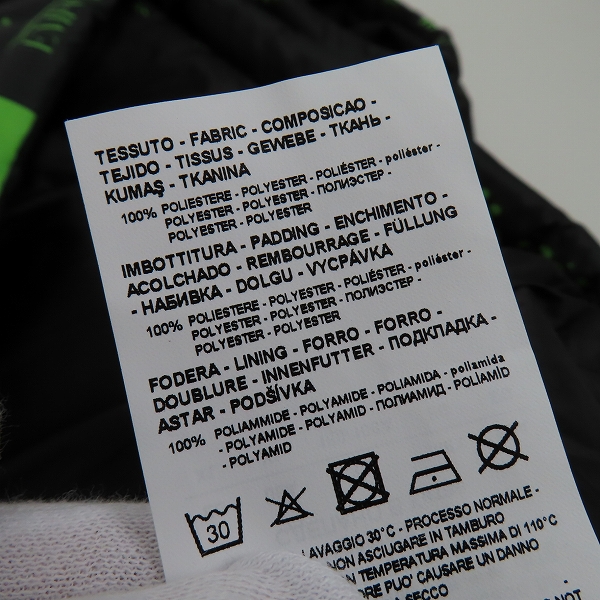 TESSUTO - FABRIC - COMPOSICAO -
TEJIDO - TISSUS - GEWEBE - ТКАНЬ -
KUMAŞ - TKANINA
100% POLIESTERE - POLYESTER - POLIÉSTER - poliéster -
POLYESTER - POLYESTER - ПОЛИЭСТЕР -
POLYESTER - POLYESTER
IMBOTTITURA - PADDING - ENCHIMENTO -
ACOLCHADO - REMBOURRAGE - FÜLLUNG
- НАБИВКА - DOLGU - VYCPÁVKA
100% POLIESTERE - POLYESTER - POLIÉSTER - poliéster -
POLYESTER - POLYESTER - ПОЛИЭСТЕР -
POLYESTER - POLYESTER
FODERA - LINING - FORRO - FORRO -
DOUBLURE - INNENFUTTER - ПОДКЛАДКА -
ASTAR - PODŠÍVKA
100% POLIAMMIDE - POLYAMIDE - POLIAMIDA - poliamida
- POLYAMIDE - POLYAMID - ПОЛИАМИД - POLIAMİD
- POLYAMID
30
LAVAGGIO 30°C - PROCESSO NORMALE -
NON ASCIUGARE IN TAMBURO
TEMPERATURA MASSIMA DI 110°C
PUO' CAUSARE UN DANNO
A SECCO